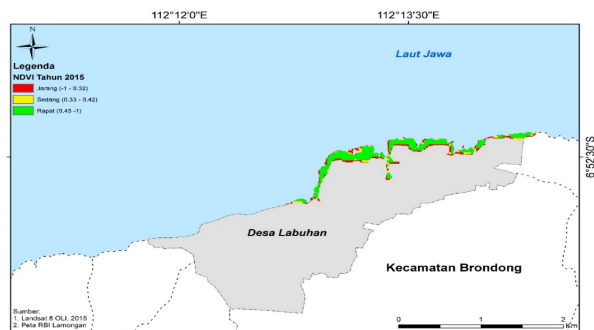 112°12'0"E
112°13'30"E
N
Laut Jawa
Legenda
NDVI Tahun 2015
Jarang (-1 - 0.32)
Sedang (0.33 - 0.42)
Rapat (0.43 -1)
6°52'30"S
Desa Labuhan
Kecamatan Brondong
Sumber:
1. Landsat 8 OLI, 2015
2. Peta RBI Lamongan
0 1 2
Km